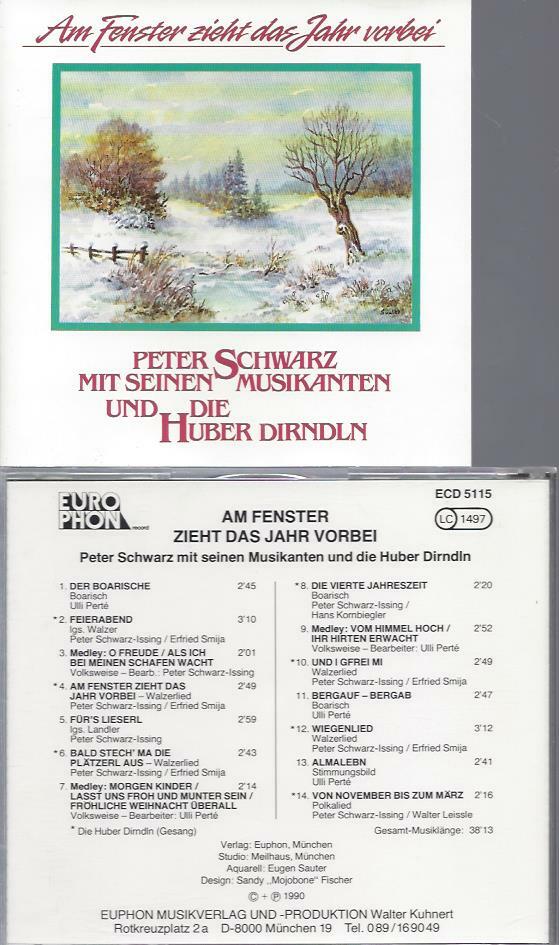 Am Fenster zieht das Jahr vorbei
Sauter
PETER SCHWARZ
MIT SEINEN MUSIKANTEN
UND DIE
HUBER DIRNDLN
EURO
PHON record
ECD 5115
LC 1497
AM FENSTER
ZIEHT DAS JAHR VORBEI
Peter Schwarz mit seinen Musikanten und die Huber Dirndln
1. DER BOARISCHE 2'45
Boarisch
Ulli Perté
*2. FEIERABEND 3'10
lgs. Walzer
Peter Schwarz-Issing / Erfried Smija
3. Medley: O FREUDE / ALS ICH 2'01
BEI MEINEN SCHAFEN WACHT
Volksweise - Bearb.: Peter Schwarz-Issing
*4. AM FENSTER ZIEHT DAS 2'49
JAHR VORBEI – Walzerlied
Peter Schwarz-Issing / Erfried Smija
5. FÜR'S LIESERL 2'59
lgs. Landler
Peter Schwarz-Issing
*6. BALD STECH' MA DIE 2'43
PLÄTZERL AUS – Walzerlied
Peter Schwarz-Issing / Erfried Smija
7. Medley: MORGEN KINDER / 2'14
LASST UNS FROH UND MUNTER SEIN /
FRÖHLICHE WEIHNACHT ÜBERALL
Volksweise - Bearbeiter: Ulli Perté
* Die Huber Dirndln (Gesang)
*8. DIE VIERTE JAHRESZEIT 2'20
Boarisch
Peter Schwarz-Issing /
Hans Kornbiegler
9. Medley: VOM HIMMEL HOCH / 2'52
IHR HIRTEN ERWACHT
Volksweise - Bearbeiter: Ulli Perté
*10. UND I GFREI MI 2'49
Walzerlied
Peter Schwarz-Issing / Erfried Smija
11. BERGAUF – BERGAB 2'47
Boarisch
Ulli Perté
*12. WIEGENLIED 3'12
Walzerlied
Peter Schwarz-Issing / Erfried Smija
13. ALMALEBN 2'41
Stimmungsbild
Ulli Perté
*14. VON NOVEMBER BIS ZUM MÄRZ 2'16
Polkalied
Peter Schwarz-Issing / Walter Leissle
Gesamt-Musiklänge: 38'13
Verlag: Euphon, München
Studio: Meilhaus, München
Aquarell: Eugen Sauter
Design: Sandy „Mojobone" Fischer
© + ℗ 1990
EUPHON MUSIKVERLAG UND -PRODUKTION Walter Kuhnert
Rotkreuzplatz 2a D-8000 München 19 Tel. 089/169049